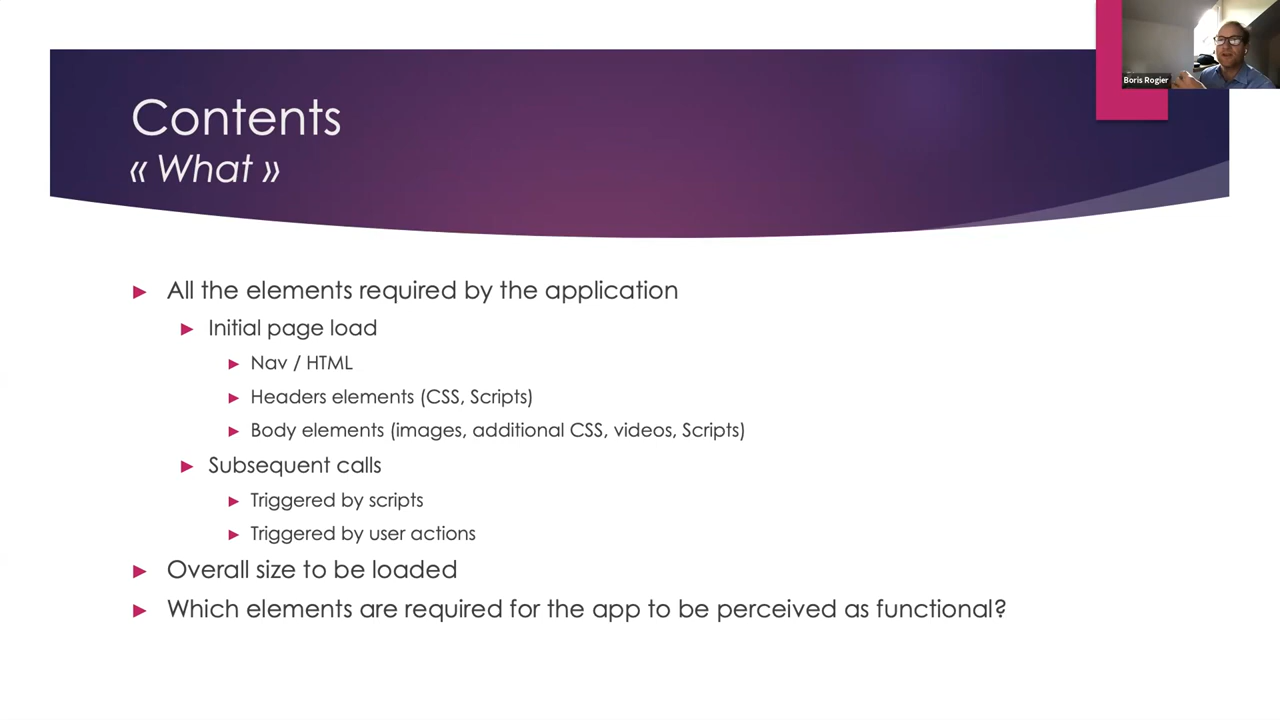 Contents
« What »
Boris Rogier
► All the elements required by the application
► Initial page load
► Nav / HTML
► Headers elements (CSS, Scripts)
► Body elements (images, additional CSS, videos, Scripts)
► Subsequent calls
► Triggered by scripts
► Triggered by user actions
► Overall size to be loaded
► Which elements are required for the app to be perceived as functional?